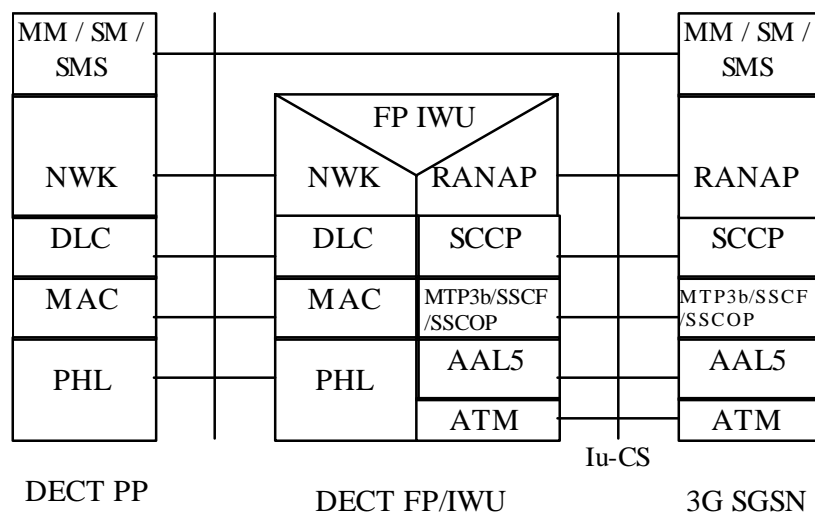 MM / SM /
SMS
MM / SM /
SMS
FP IWU
NWK
NWK
RANAP
RANAP
DLC
DLC
SCCP
SCCP
MAC
MAC
MTP3b/SSCF
/SSCOP
MTP3b/SSCF
/SSCOP
PHL
PHL
AAL5
AAL5
ATM
ATM
Iu-CS
DECT PP
DECT FP/IWU
3G SGSN